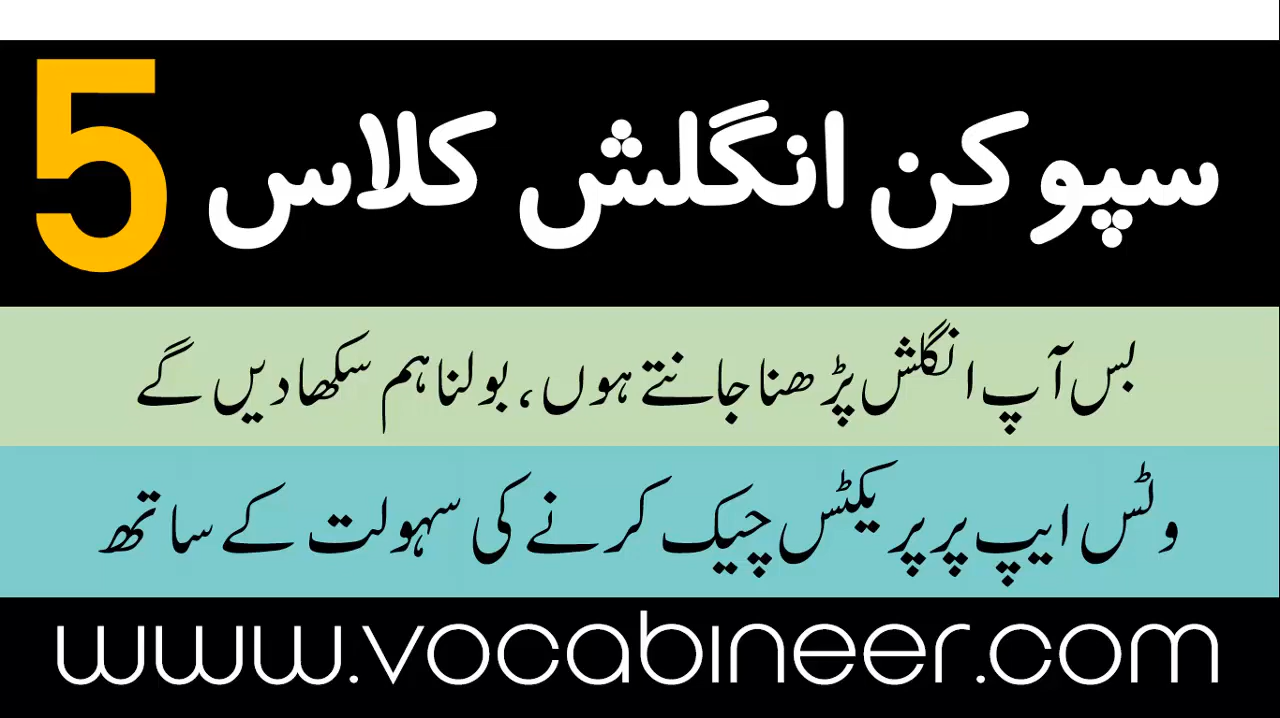 سپوکن انگلش کلاس 5
بس آپ انگلش پڑھنا جانتے ہوں، بولنا ہم سکھا دیں گے
وٹس ایپ پر پریکٹس چیک کرنے کی سہولت کے ساتھ
www.vocabineer.com